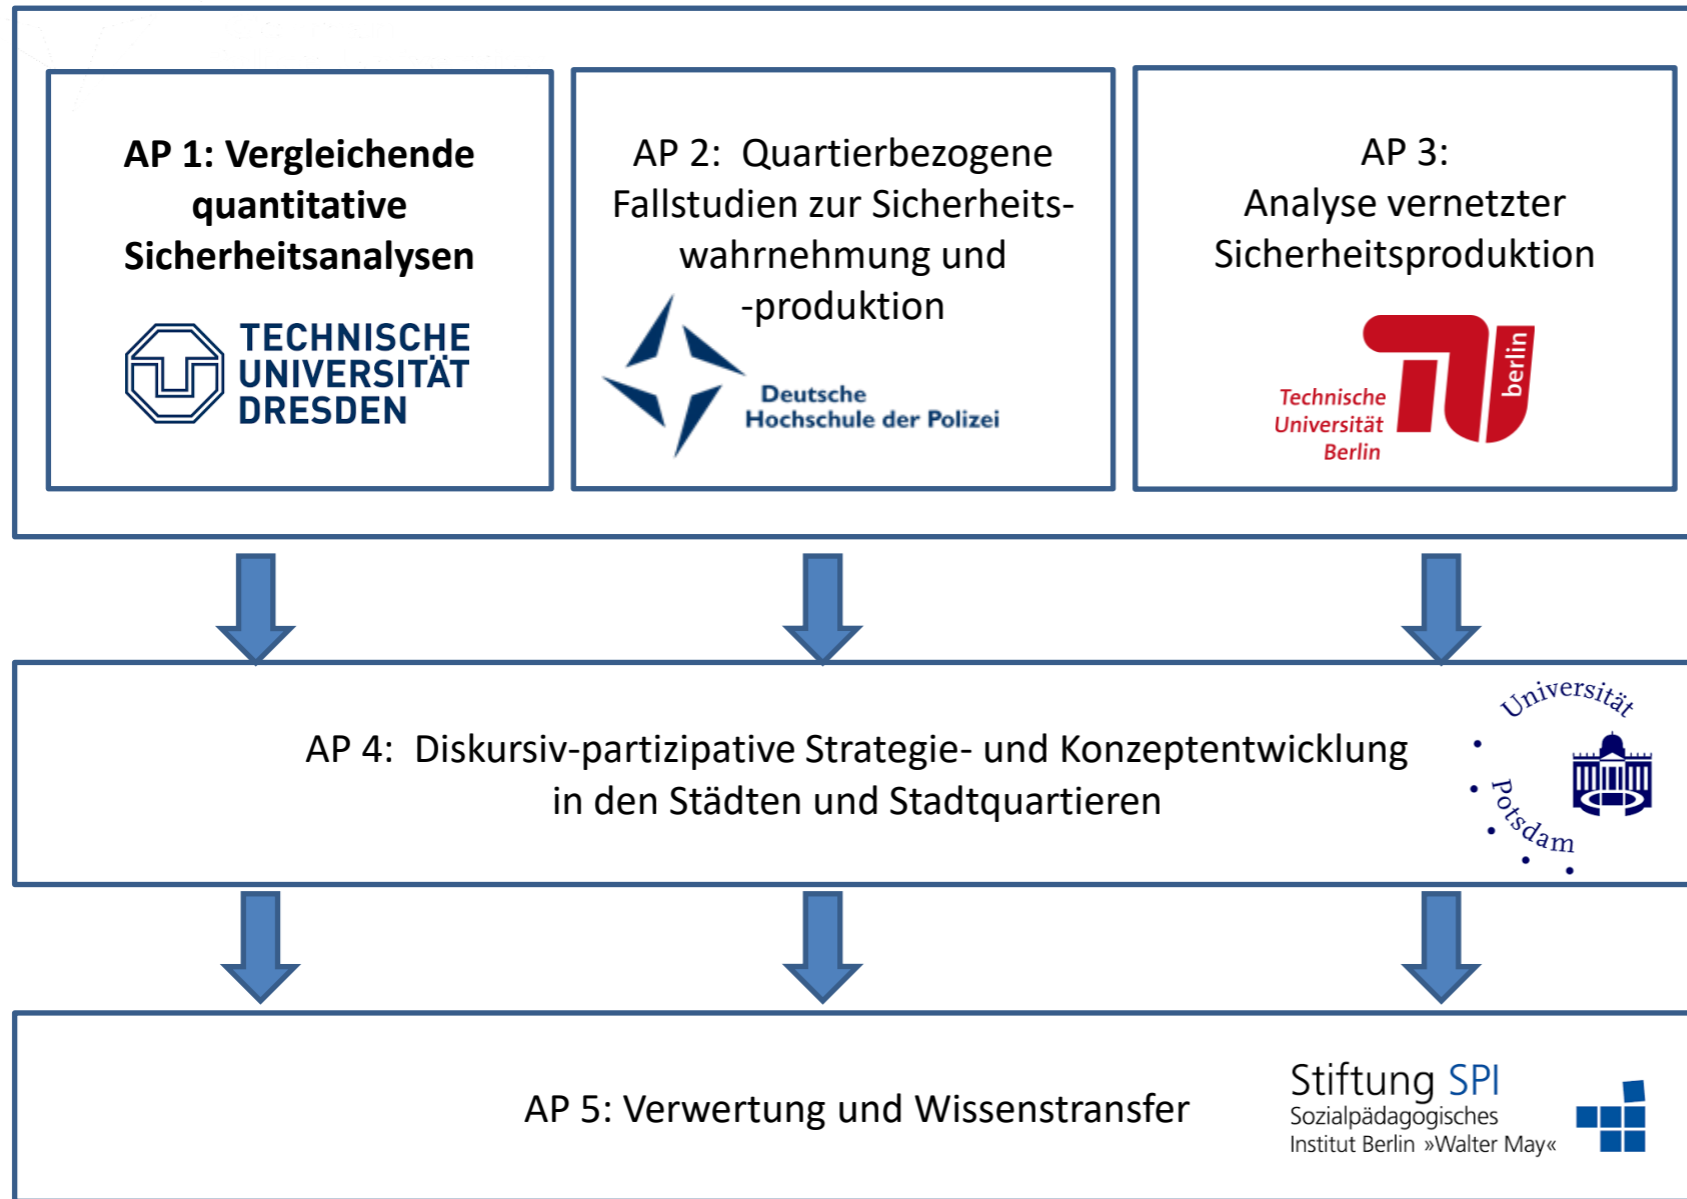 AP 1: Vergleichende
quantitative
Sicherheitsanalysen
TECHNISCHE
UNIVERSITÄT
DRESDEN
AP 2: Quartierbezogene
Fallstudien zur Sicherheits-
wahrnehmung und
-produktion
Deutsche
Hochschule der Polizei
AP 3:
Analyse vernetzter
Sicherheitsproduktion
Technische
Universität
Berlin
berlin
AP 4: Diskursiv-partizipative Strategie- und Konzeptentwicklung
in den Städten und Stadtquartieren
Universität
Potsdam
AP 5: Verwertung und Wissenstransfer
Stiftung SPI
Sozialpädagogisches
Institut Berlin »Walter May«